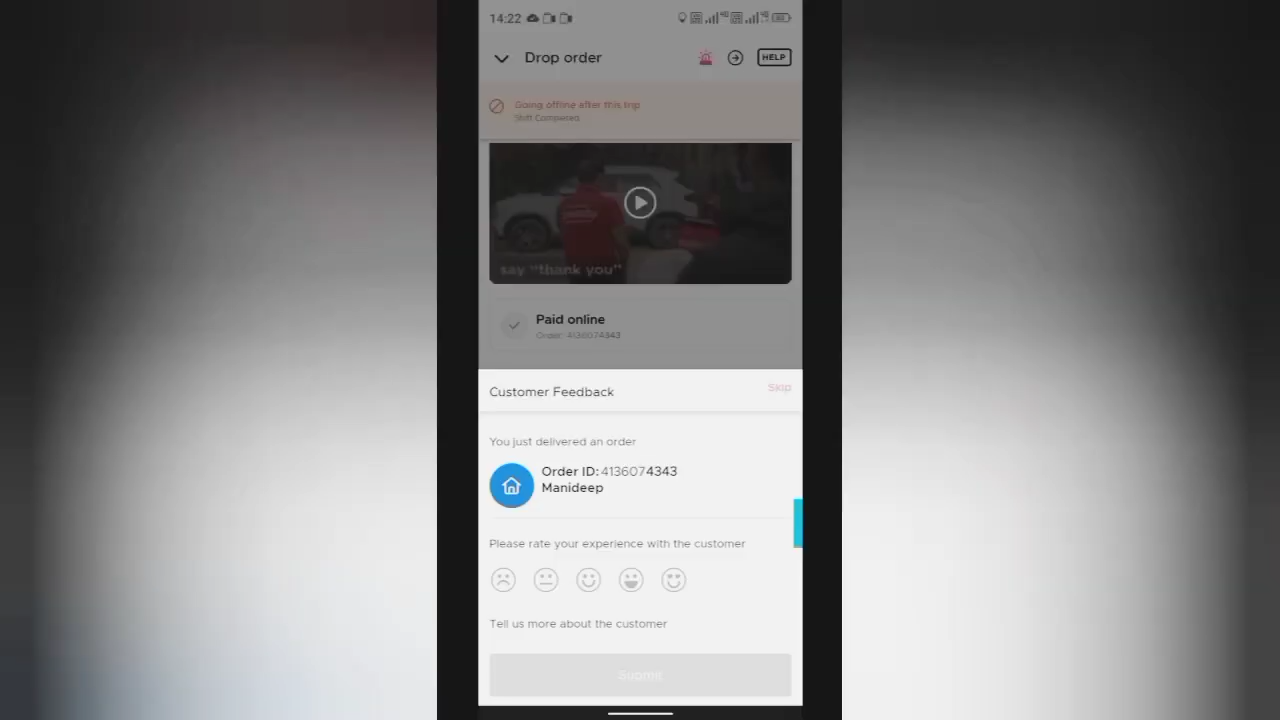 14:22
Drop order
HELP
Going offline after this trip
Shift Completed
say “thank you”
Paid online
Order: 4136074343
Customer Feedback
Skip
You just delivered an order
Order ID: 4136074343
Manideep
Please rate your experience with the customer
Tell us more about the customer
Submit